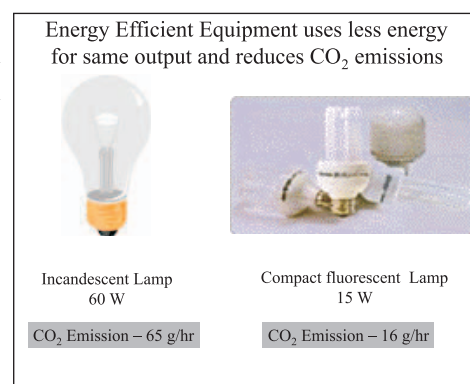 Energy Efficient Equipment uses less energy
for same output and reduces CO₂ emissions
Incandescent Lamp
60 W
CO₂ Emission – 65 g/hr
Compact fluorescent Lamp
15 W
CO₂ Emission – 16 g/hr